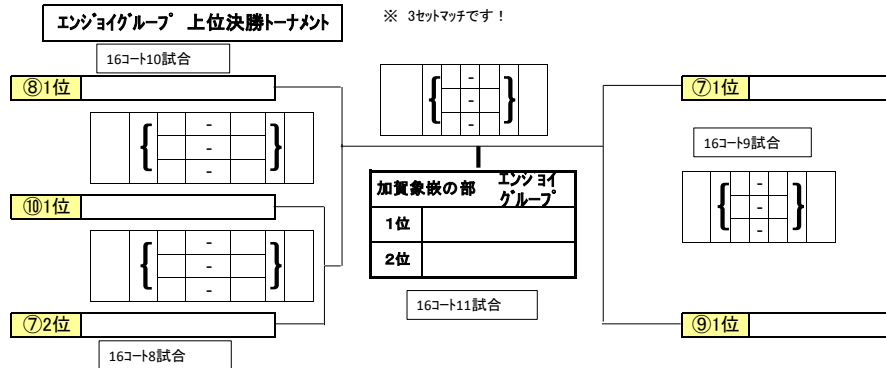 エンジョイグループ 上位決勝トーナメント
※ 3セットマッチです！
16コート10試合
⑧1位
⑦1位
{ - - - }
{ - - - }
16コート9試合
{ - - - }
加賀象嵌の部 エンジョイグループ
1位
2位
⑩1位
{ - - - }
16コート11試合
⑦2位
⑨1位
16コート8試合